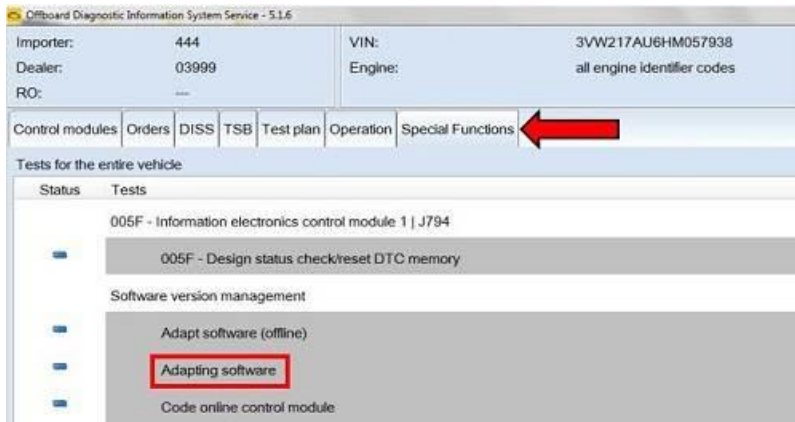 Offboard Diagnostic Information System Service - 5.1.6
Importer: 444 VIN: 3VW217AU6HM057938
Dealer: 03999 Engine: all engine identifier codes
RO: ---
Control modules Orders DISS TSB Test plan Operation Special Functions
Tests for the entire vehicle
Status Tests
005F - Information electronics control module 1 | J794
005F - Design status check/reset DTC memory
Software version management
Adapt software (offline)
Adapting software
Code online control module